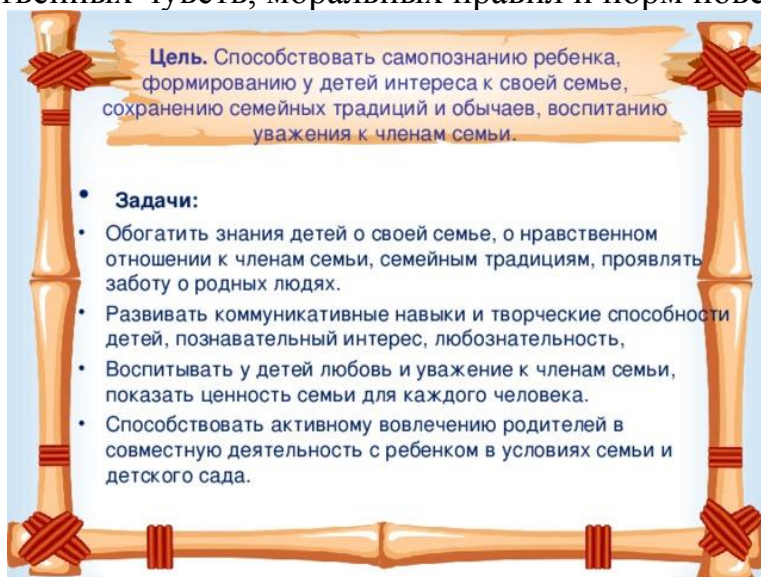 моральных правил и норм
Цель. Способствовать самопознанию ребенка,
формированию у детей интереса к своей семье,
сохранению семейных традиций и обычаев, воспитанию
уважения к членам семьи.
• Задачи:
• Обогатить знания детей о своей семье, о нравственном
отношении к членам семьи, семейным традициям, проявлять
заботу о родных людях.
• Развивать коммуникативные навыки и творческие способности
детей, познавательный интерес, любознательность,
• Воспитывать у детей любовь и уважение к членам семьи,
показать ценность семьи для каждого человека.
• Способствовать активному вовлечению родителей в
совместную деятельность с ребенком в условиях семьи и
детского сада.